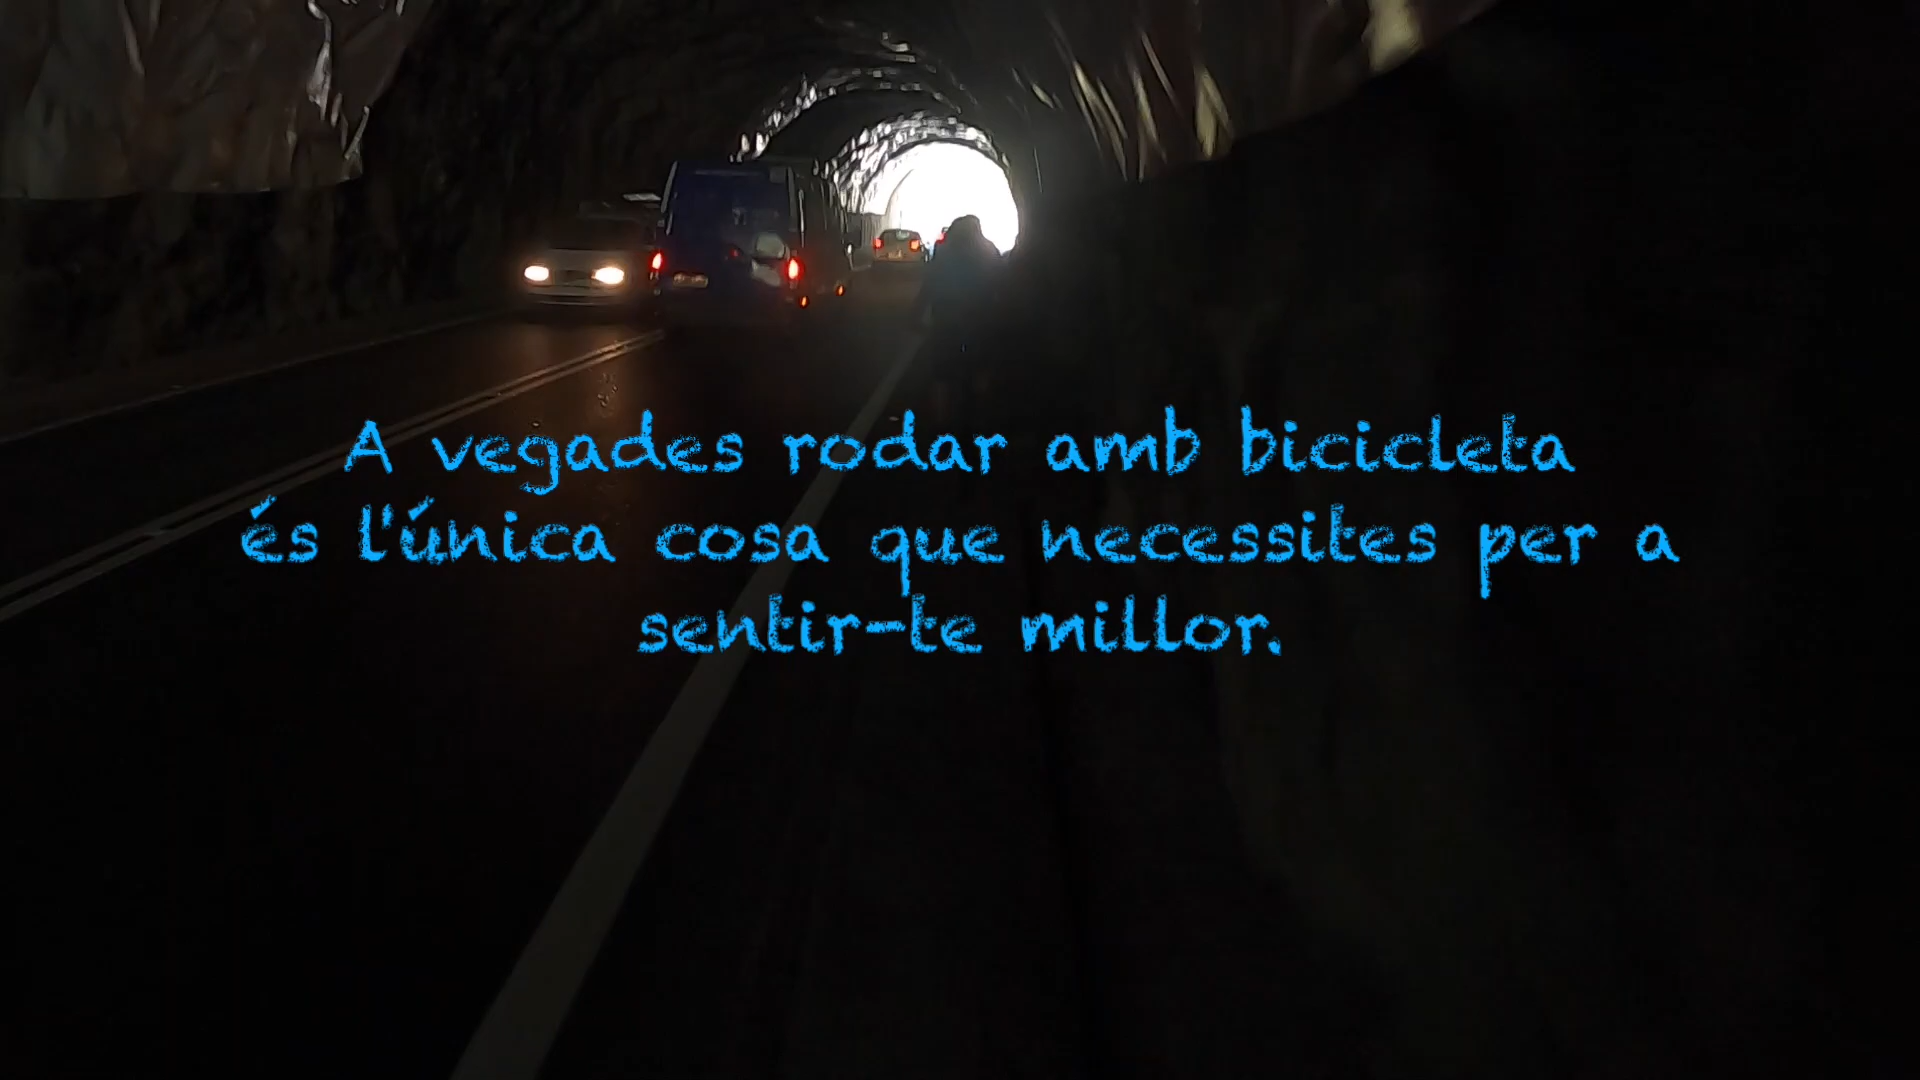 A vegades rodar amb bicicleta
és l'única cosa que necessites per a
sentir-te millor.